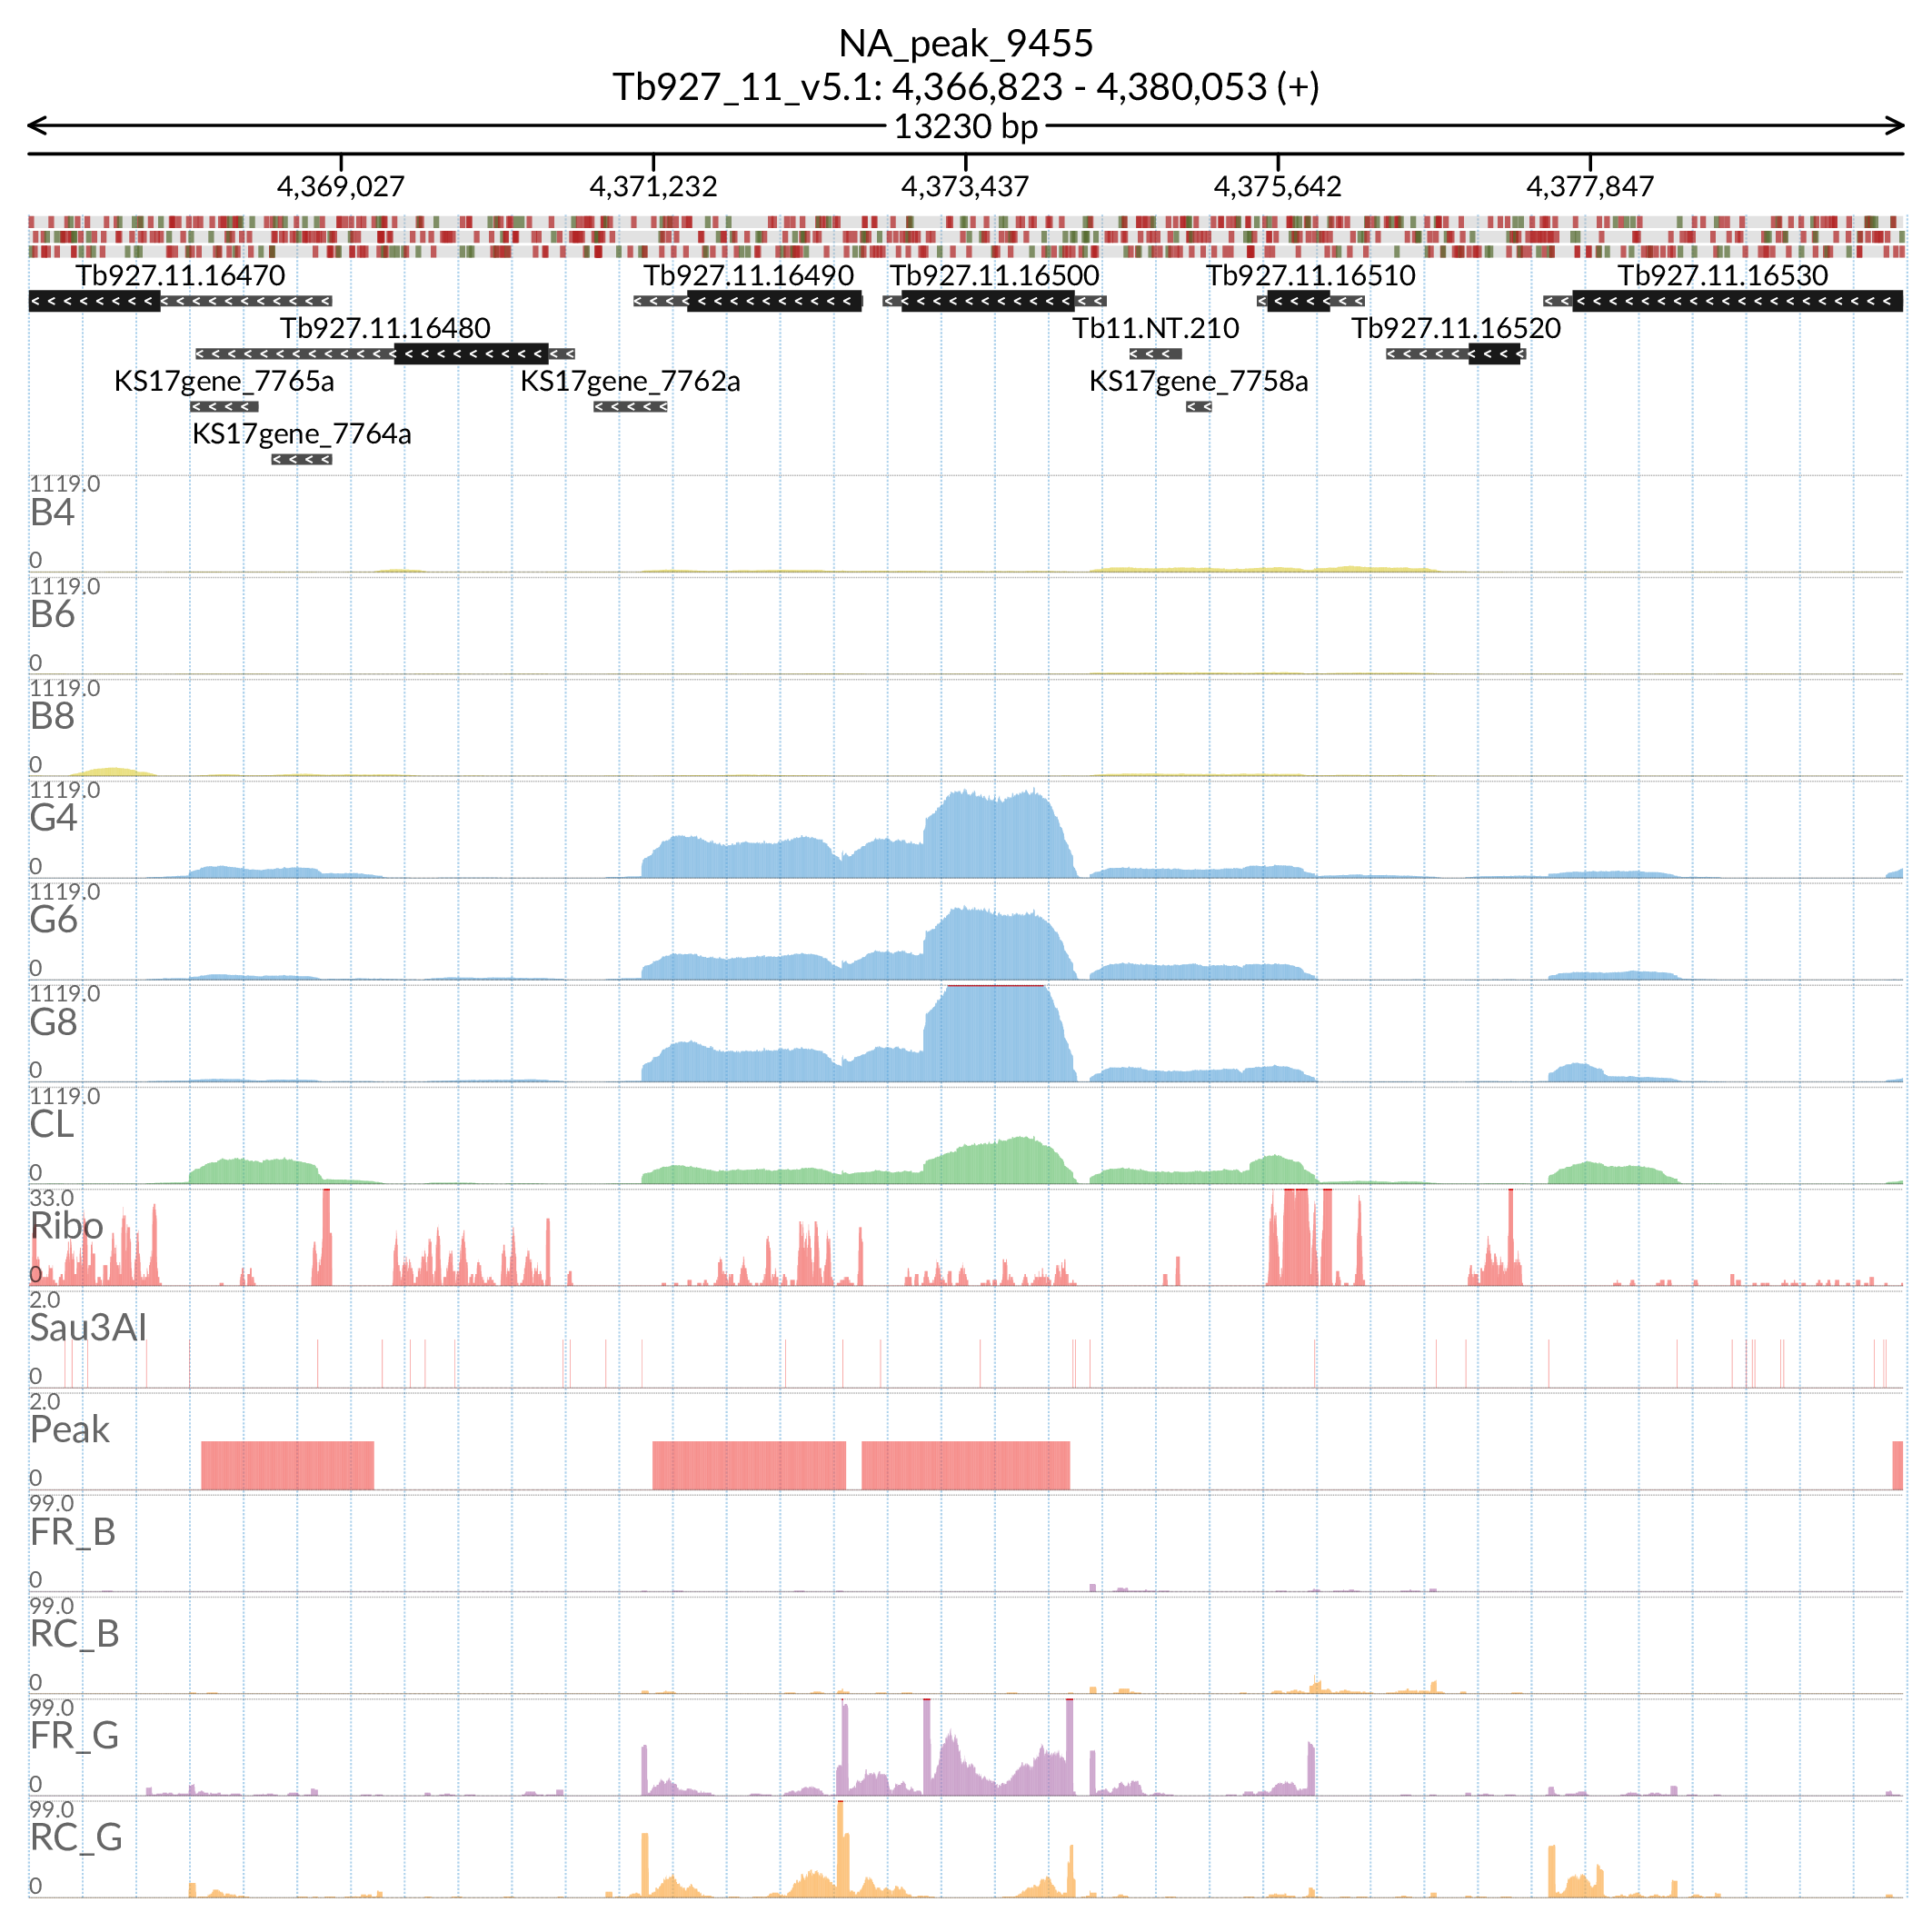 NA_peak_9455
Tb927_11_v5.1: 4,366,823 - 4,380,053 (+)
13230 bp
4,369,027 4,371,232 4,373,437 4,375,642 4,377,847
Tb927.11.16470 Tb927.11.16490 Tb927.11.16500 Tb927.11.16510 Tb927.11.16530
Tb927.11.16480 Tb11.NT.210 Tb927.11.16520
KS17gene_7765a KS17gene_7762a KS17gene_7758a
KS17gene_7764a
1119.0
B4
0
1119.0
B6
0
1119.0
B8
0
1119.0
G4
0
1119.0
G6
0
1119.0
G8
0
1119.0
CL
0
33.0
Ribo
0
2.0
Sau3AI
0
2.0
Peak
0
99.0
FR_B
0
99.0
RC_B
0
99.0
FR_G
0
99.0
RC_G
0